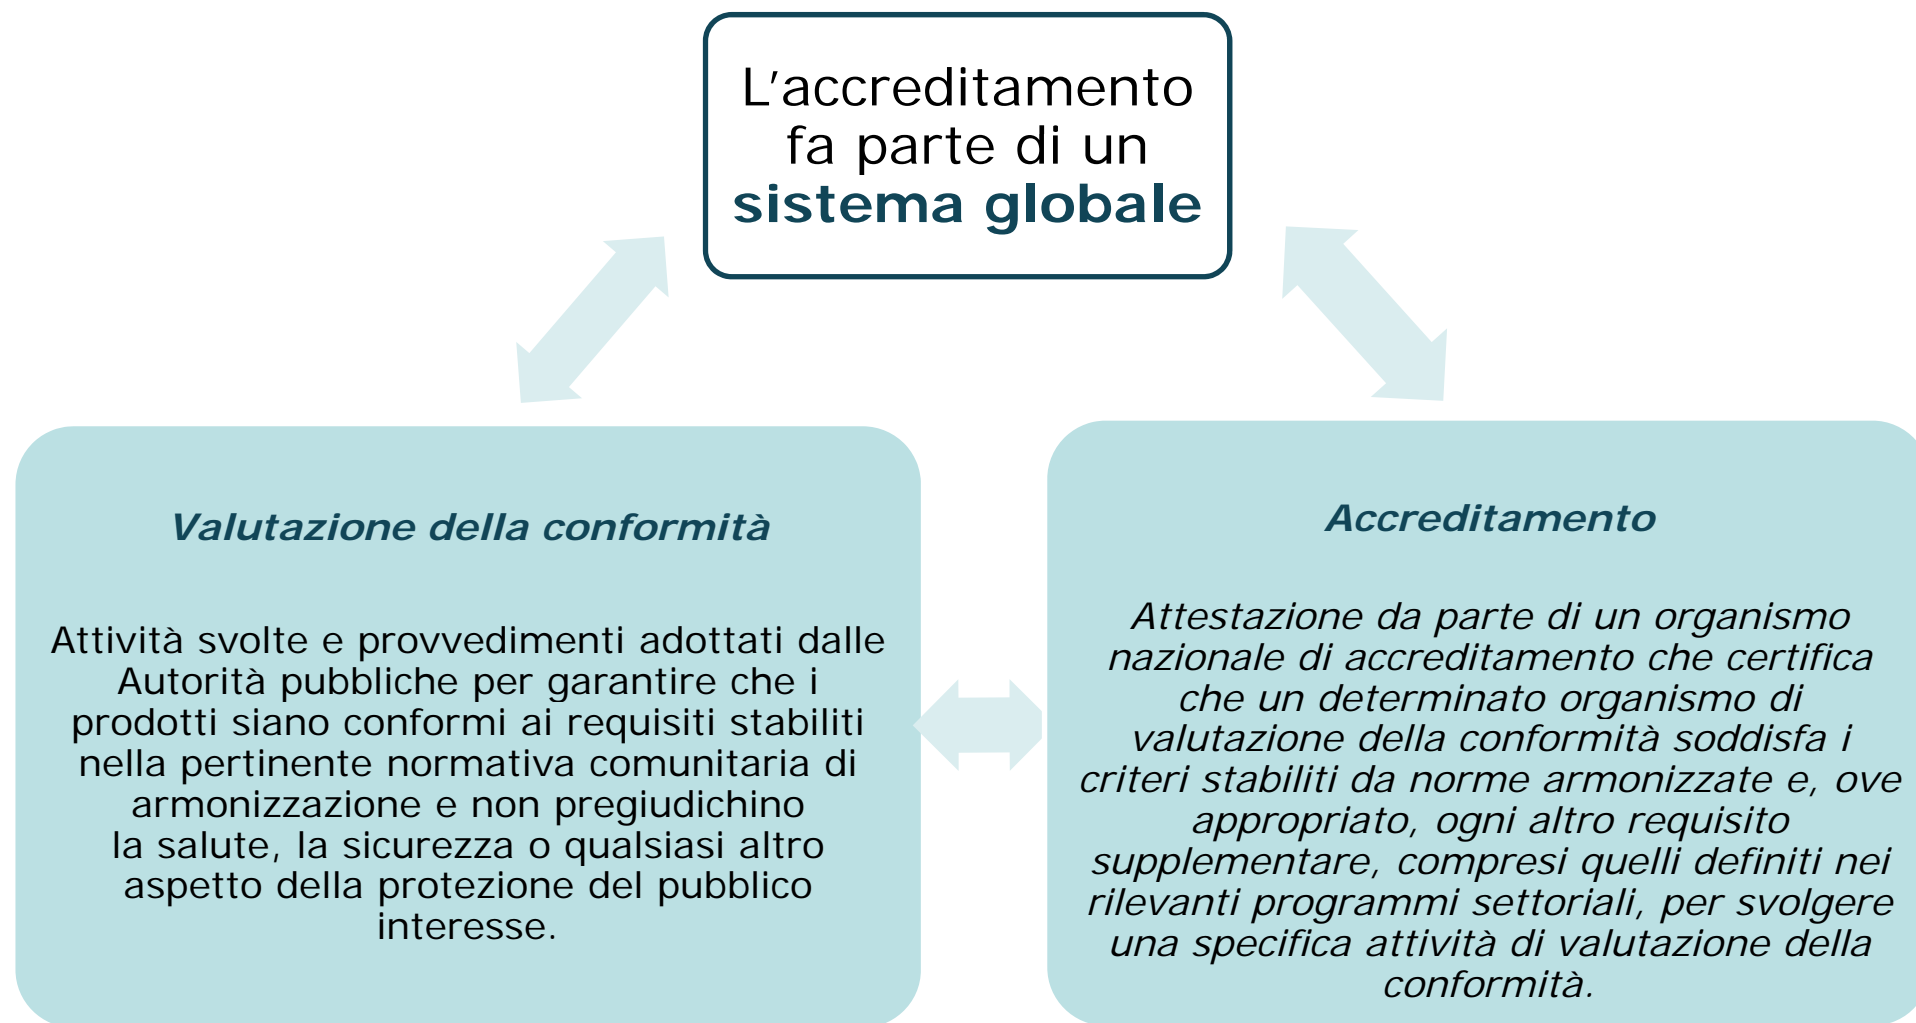 L'accreditamento
fa parte di un
sistema globale
Valutazione della conformità
Attività svolte e provvedimenti adottati dalle
Autorità pubbliche per garantire che i
prodotti siano conformi ai requisiti stabiliti
nella pertinente normativa comunitaria di
armonizzazione e non pregiudichino
la salute, la sicurezza o qualsiasi altro
aspetto della protezione del pubblico
interesse.
Accreditamento
Attestazione da parte di un organismo
nazionale di accreditamento che certifica
che un determinato organismo di
valutazione della conformità soddisfa i
criteri stabiliti da norme armonizzate e, ove
appropriato, ogni altro requisito
supplementare, compresi quelli definiti nei
rilevanti programmi settoriali, per svolgere
una specifica attività di valutazione della
conformità.